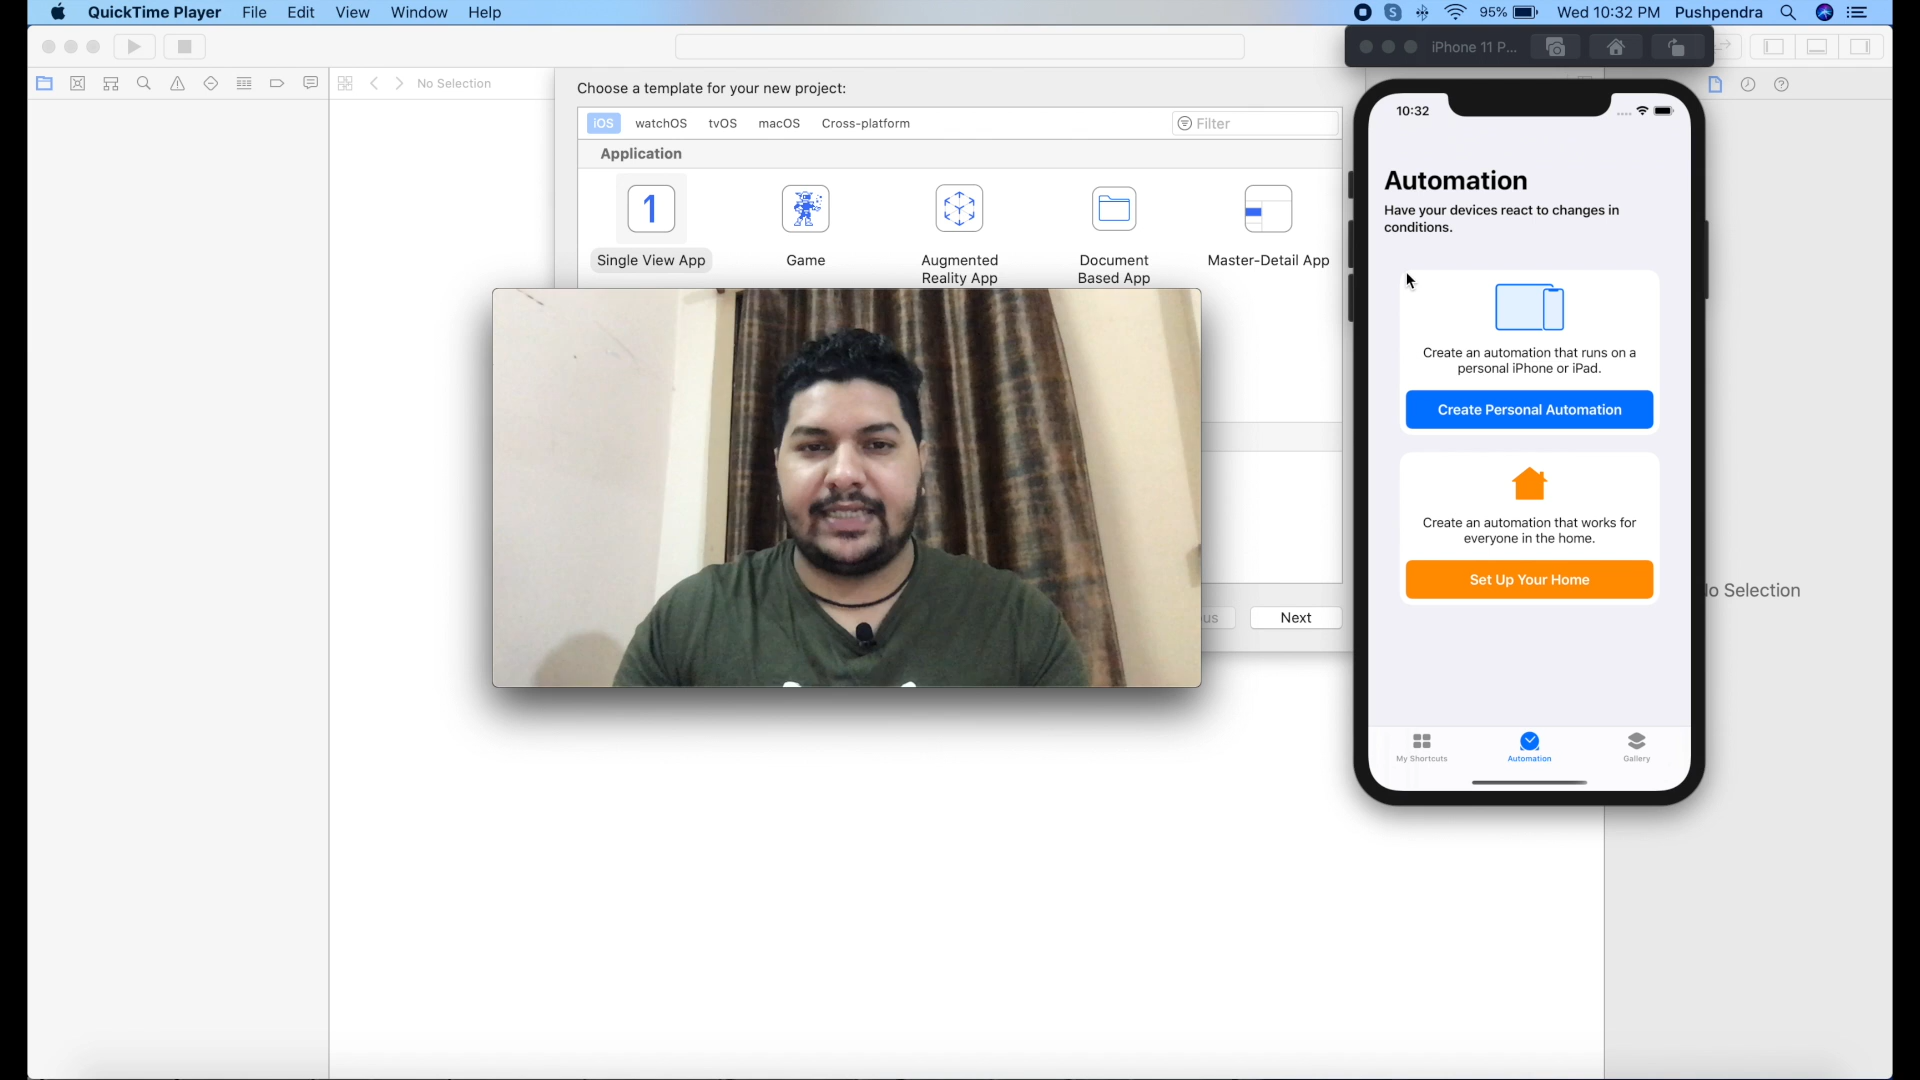 QuickTime Player File Edit View Window Help
95% Wed 10:32 PM Pushpendra
iPhone 11 P...
No Selection
Choose a template for your new project:
iOS watchOS tvOS macOS Cross-platform
Filter
Application
1
Single View App
Game
Augmented
Reality App
Document
Based App
Master-Detail App
Next
10:32
Automation
Have your devices react to changes in
conditions.
Create an automation that runs on a
personal iPhone or iPad.
Create Personal Automation
Create an automation that works for
everyone in the home.
Set Up Your Home
My Shortcuts
Automation
Gallery
Selection